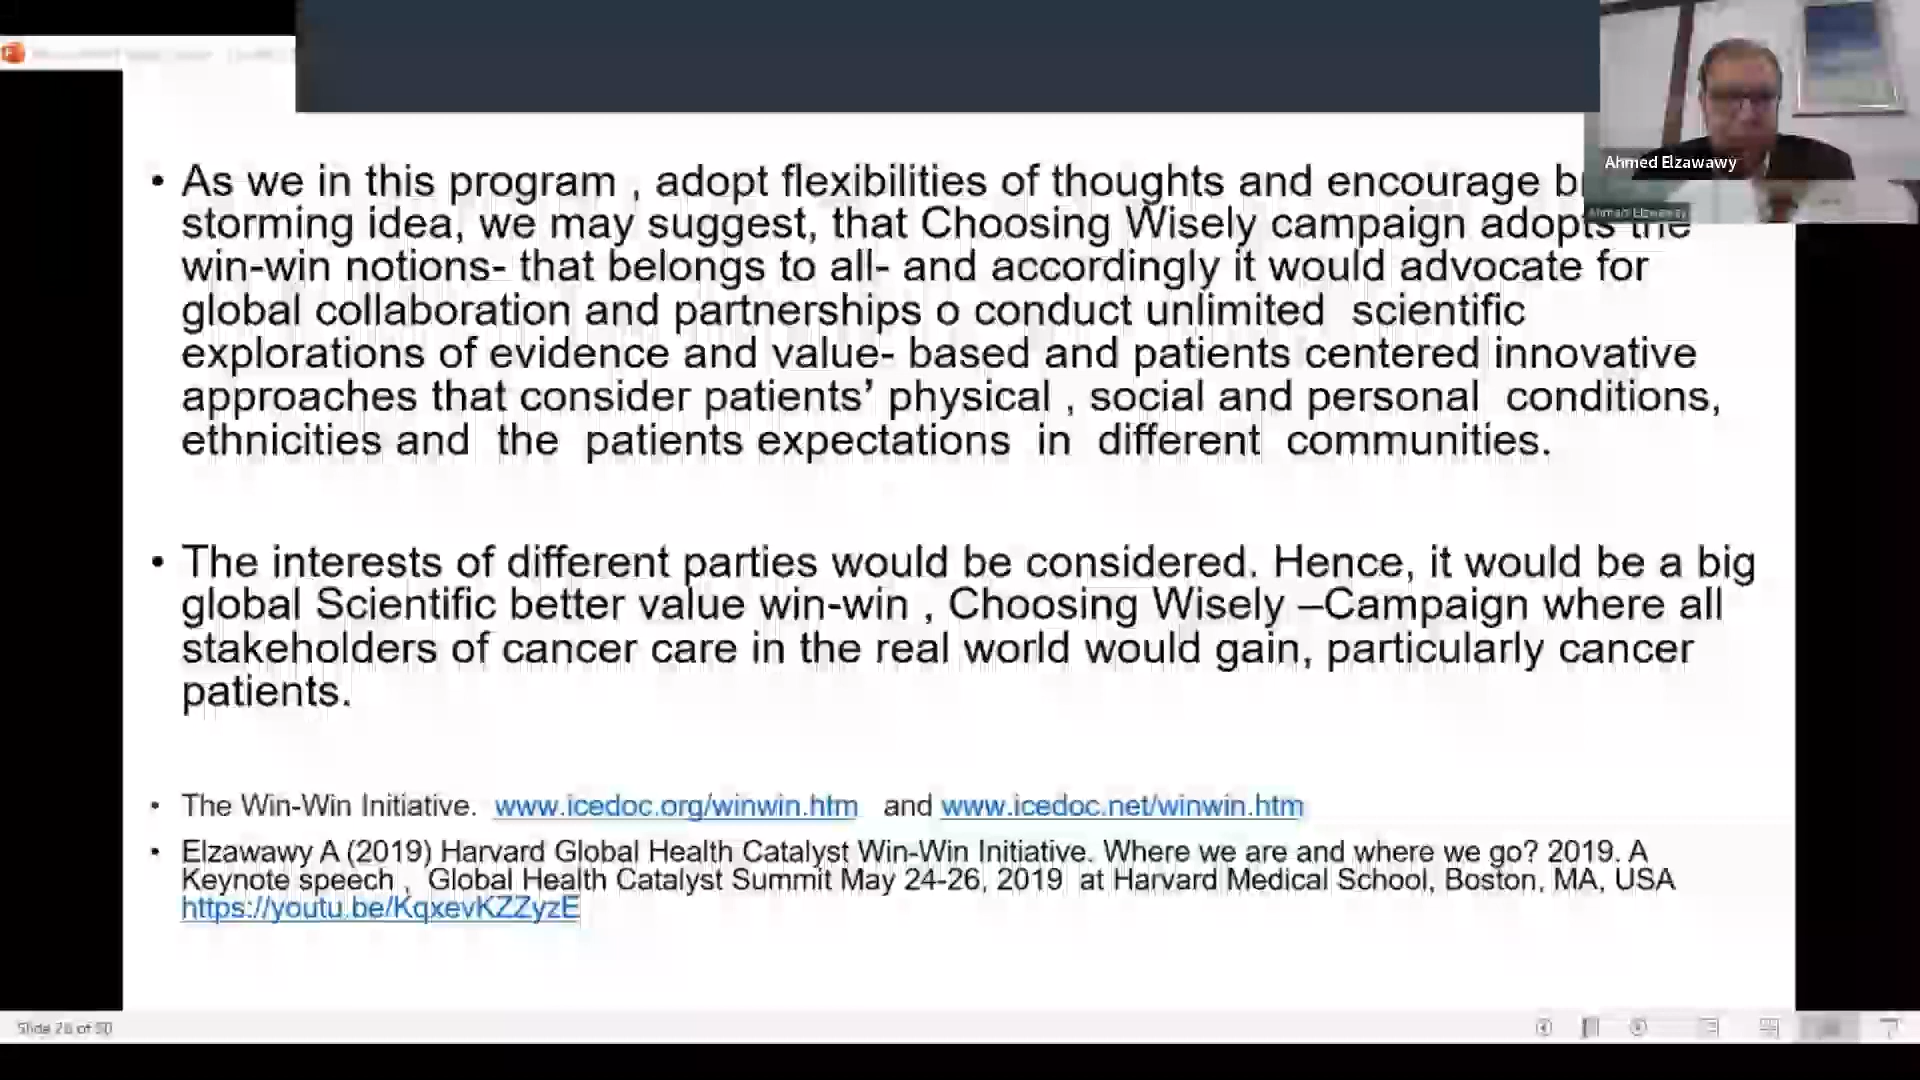 Ahmed Elzawawy
Ahmed Elzawawy
• As we in this program , adopt flexibilities of thoughts and encourage
storming idea, we may suggest, that Choosing Wisely campaign adopts the
win-win notions- that belongs to all- and accordingly it would advocate for
global collaboration and partnerships o conduct unlimited scientific
explorations of evidence and value- based and patients centered innovative
approaches that consider patients’ physical , social and personal conditions,
ethnicities and the patients expectations in different communities.
• The interests of different parties would be considered. Hence, it would be a big
global Scientific better value win-win , Choosing Wisely –Campaign where all
stakeholders of cancer care in the real world would gain, particularly cancer
patients.
• The Win-Win Initiative. www.icedoc.org/winwin.htm and www.icedoc.net/winwin.htm
• Elzawawy A (2019) Harvard Global Health Catalyst Win-Win Initiative. Where we are and where we go? 2019. A
Keynote speech , Global Health Catalyst Summit May 24-26, 2019 at Harvard Medical School, Boston, MA, USA
https://youtu.be/KqxevKZZyzE
Slide of